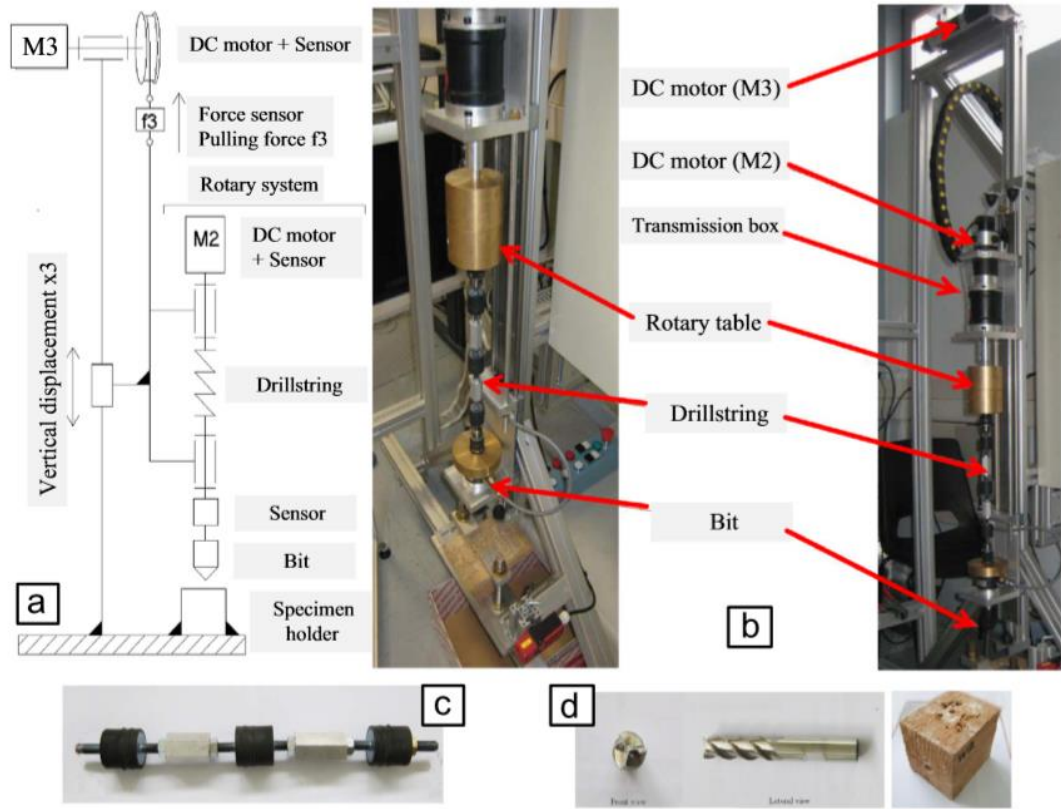 M3
DC motor + Sensor
f3
Force sensor
Pulling force f3
Rotary system
M2
DC motor
+ Sensor
Vertical displacement x3
Drillstring
Sensor
Bit
Specimen
holder
a
DC motor (M3)
DC motor (M2)
Transmission box
Rotary table
Drillstring
Bit
b
c
d
Front view
Lateral view